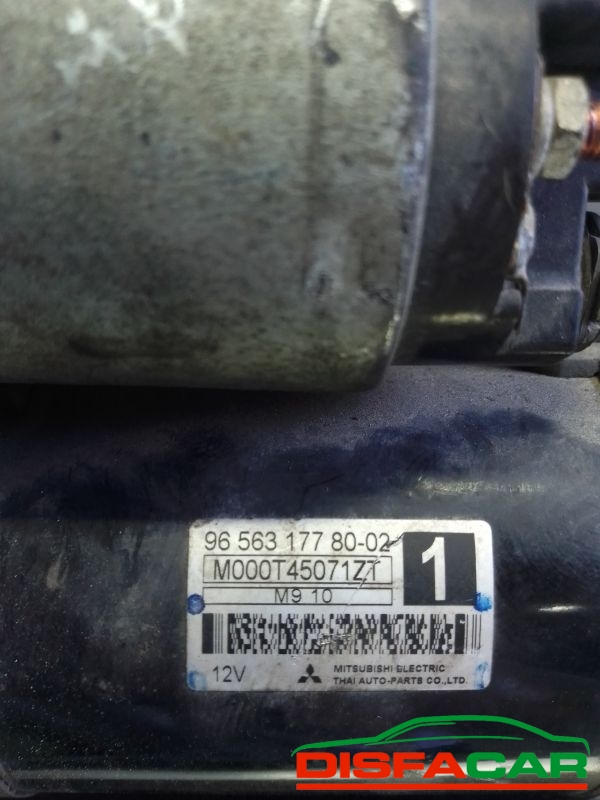 96 563 177 80-02
1
M000T45071ZT
M9 10
12V
MITSUBISHI ELECTRIC
THAI AUTO-PARTS CO.,LTD.
DISFACAR